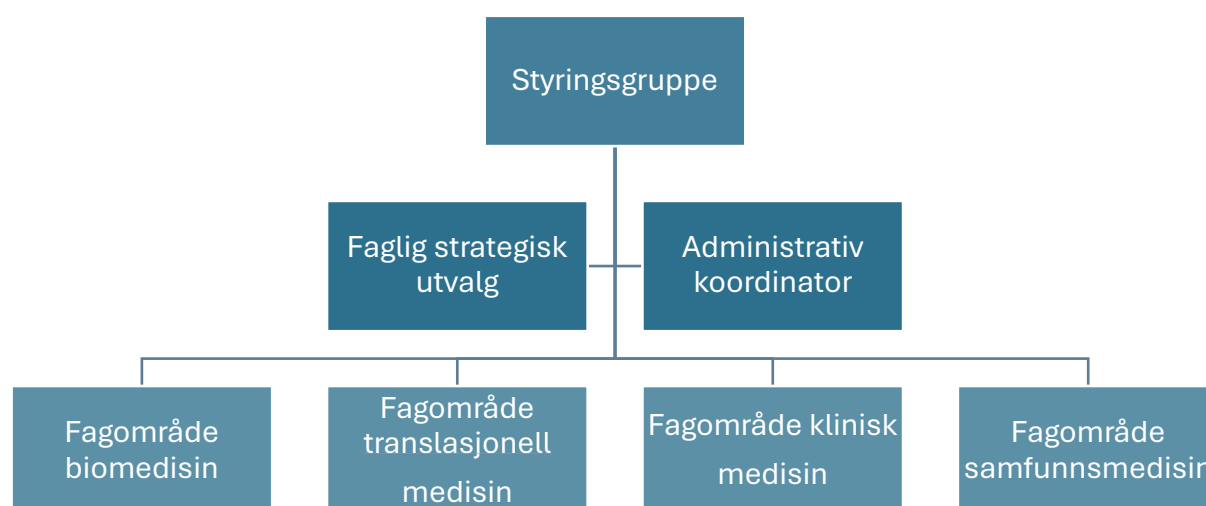 Styringsgruppe
Faglig strategisk
utvalg
Administrativ
koordinator
Fagområde
biomedisin
Fagområde
translasjonell
medisin
Fagområde klinisk
medisin
Fagområde
samfunnsmedisin